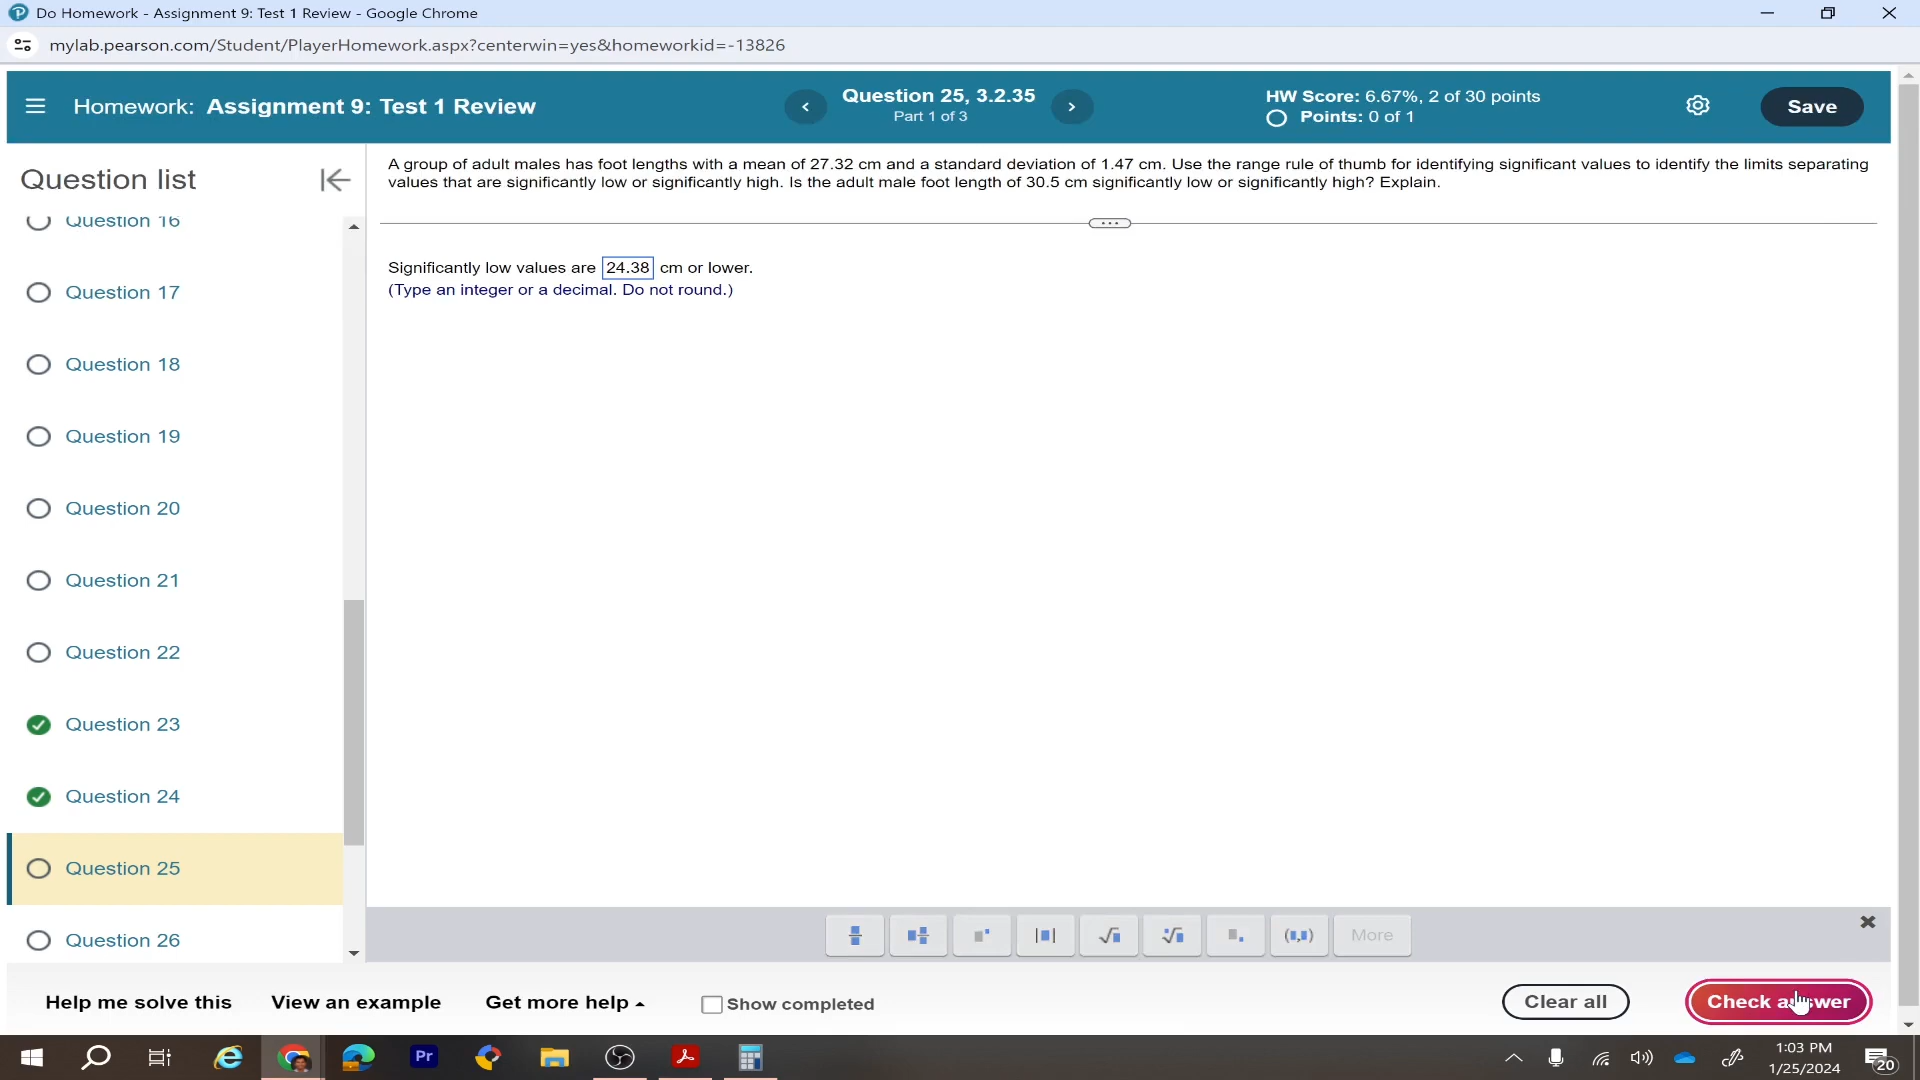 Do Homework - Assignment 9: Test 1 Review - Google Chrome
mylab.pearson.com/Student/PlayerHomework.aspx?centerwin=yes&homeworkid=-13826
Homework: Assignment 9: Test 1 Review
Question 25, 3.2.35
Part 1 of 3
HW Score: 6.67%, 2 of 30 points
Points: 0 of 1
Save
Question list
Question 16
Question 17
Question 18
Question 19
Question 20
Question 21
Question 22
Question 23
Question 24
Question 25
Question 26
A group of adult males has foot lengths with a mean of 27.32 cm and a standard deviation of 1.47 cm. Use the range rule of thumb for identifying significant values to identify the limits separating
values that are significantly low or significantly high. Is the adult male foot length of 30.5 cm significantly low or significantly high? Explain.
Significantly low values are 24.38 cm or lower.
(Type an integer or a decimal. Do not round.)
More
Help me solve this
View an example
Get more help
Show completed
Clear all
Check answer
Pr
1:03 PM
1/25/2024
20